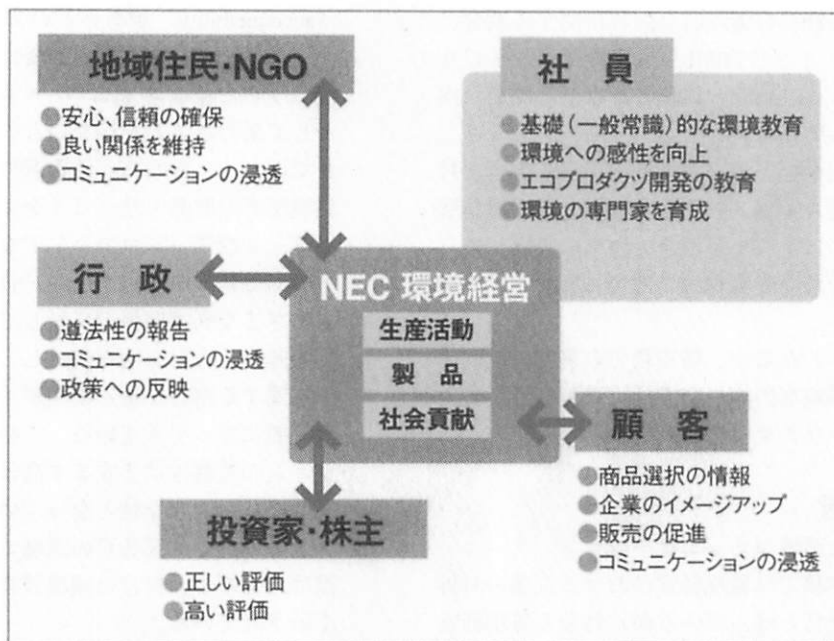 地域住民・NGO
●安心、信頼の確保
●良い関係を維持
●コミュニケーションの浸透
社 員
●基礎（一般常識）的な環境教育
●環境への感性を向上
●エコプロダクツ開発の教育
●環境の専門家を育成
行 政
●遵法性の報告
●コミュニケーションの浸透
●政策への反映
NEC 環境経営
生産活動
製 品
社会貢献
顧 客
●商品選択の情報
●企業のイメージアップ
●販売の促進
●コミュニケーションの浸透
投資家・株主
●正しい評価
●高い評価